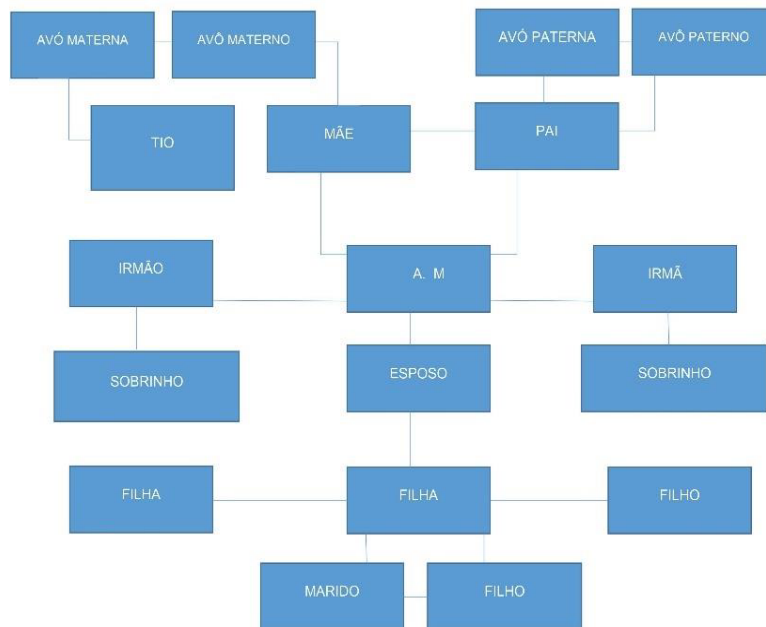 AVÓ MATERNA
AVÔ MATERNO
AVÓ PATERNA
AVÔ PATERNO
TIO
MÃE
PAI
IRMÃO
A. M
IRMÃ
SOBRINHO
ESPOSO
SOBRINHO
FILHA
FILHA
FILHO
MARIDO
FILHO